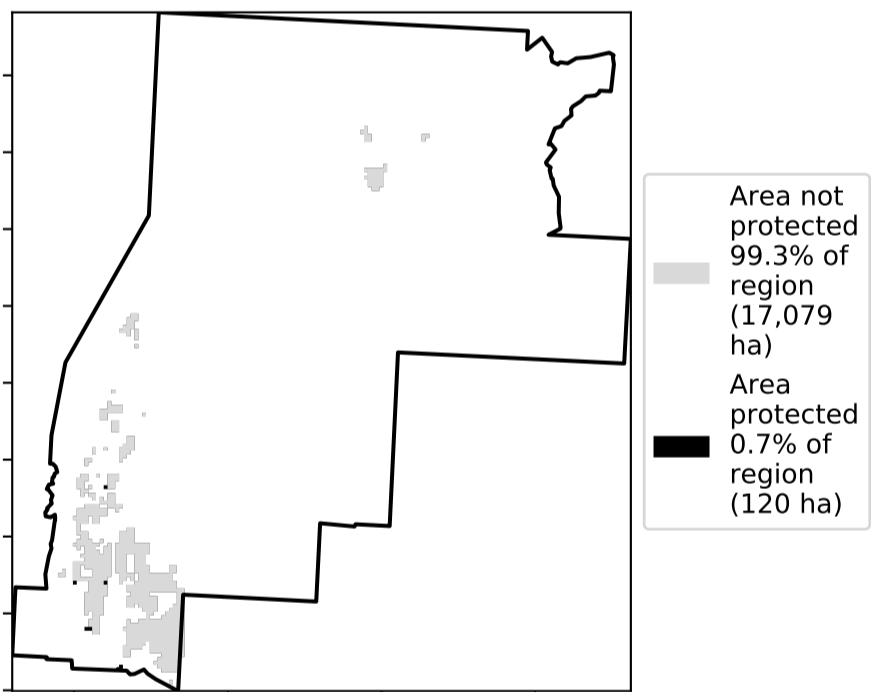 Area not
protected
99.3% of
region
(17,079
ha)
Area
protected
0.7% of
region
(120 ha)